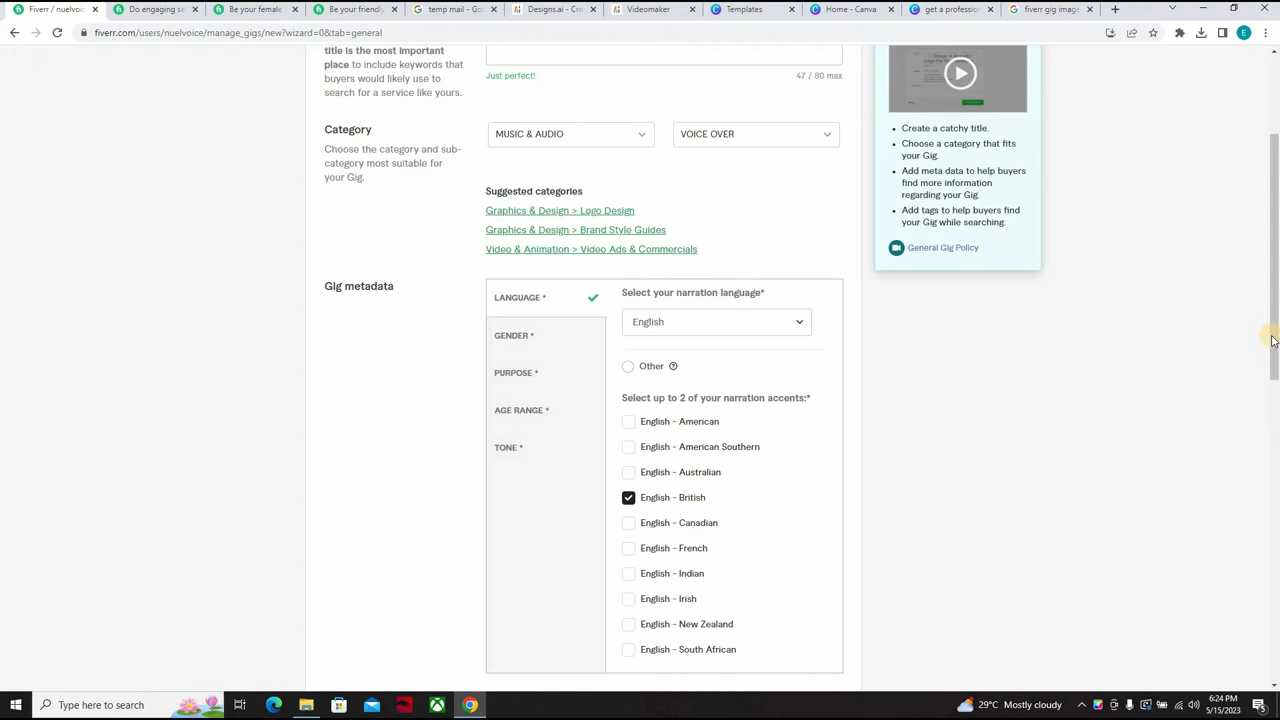 Fiverr / nuelvoice/
Do engaging se
Be your female
Be your friendly
temp mail - Goo
Designs.ai - Crea
Videomaker
Templates
Home - Canva
get a profession
fiverr gig image
fiverr.com/users/nuelvoice/manage_gigs/new?wizard=0&tab=general
E
title is the most important
place to include keywords that
buyers would likely use to
search for a service like yours.
Just perfect!
47 / 80 max
Category
Choose the category and sub-
category most suitable for
your Gig.
MUSIC & AUDIO
VOICE OVER
Suggested categories
Graphics & Design > Logo Design
Graphics & Design > Brand Style Guides
Video & Animation > Video Ads & Commercials
Gig metadata
LANGUAGE *
GENDER *
PURPOSE *
AGE RANGE *
TONE *
Select your narration language*
English
Other
Select up to 2 of your narration accents:*
English - American
English - American Southern
English - Australian
English - British
English - Canadian
English - French
English - Indian
English - Irish
English - New Zealand
English - South African
Create a catchy title.
Choose a category that fits
your Gig.
Add meta data to help buyers
find more information
regarding your Gig.
Add tags to help buyers find
your Gig while searching.
General Gig Policy
Type here to search
29°C Mostly cloudy
6:24 PM
5/15/2023